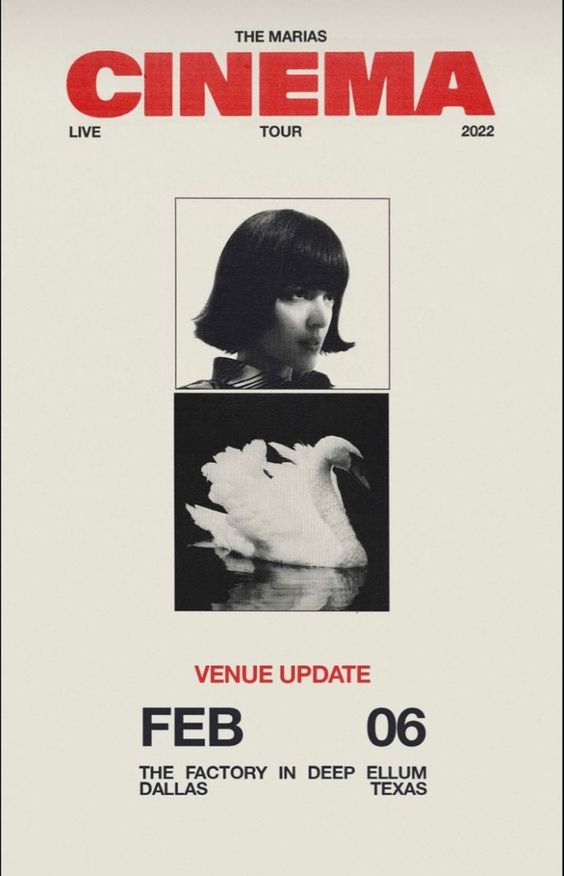 THE MARIAS
CINEMA
LIVE TOUR 2022
VENUE UPDATE
FEB 06
THE FACTORY IN DEEP ELLUM
DALLAS TEXAS